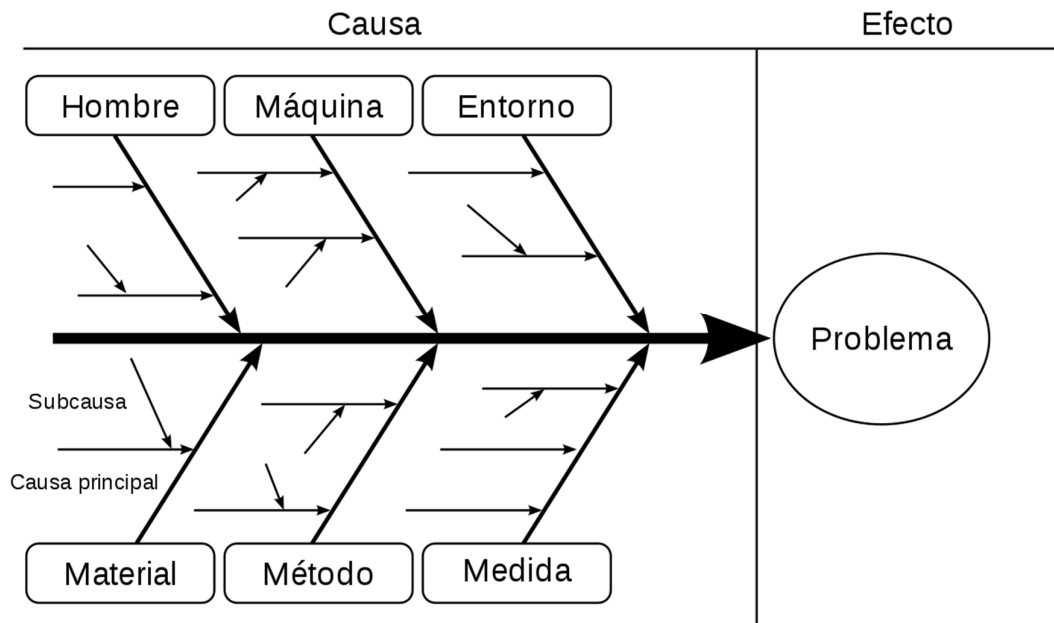 Causa
Efecto
Hombre
Máquina
Entorno
Problema
Subcausa
Causa principal
Material
Método
Medida